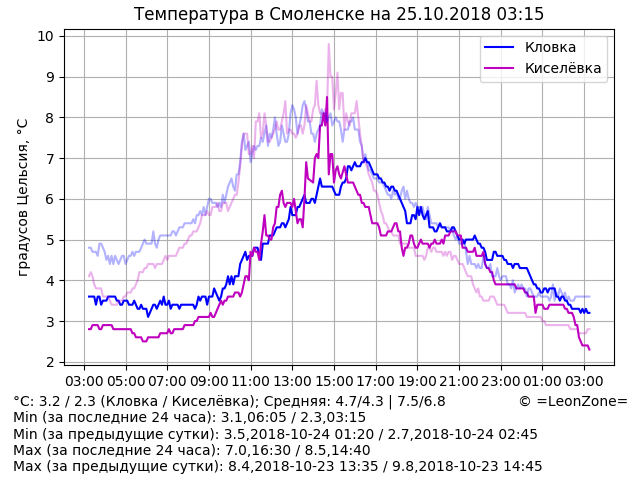 Температура в Смоленске на 25.10.2018 03:15
Кловка
Киселёвка
градусов Цельсия, °C
10
9
8
7
6
5
4
3
2
03:00 05:00 07:00 09:00 11:00 13:00 15:00 17:00 19:00 21:00 23:00 01:00 03:00
°C: 3.2 / 2.3 (Кловка / Киселёвка); Средняя: 4.7/4.3 | 7.5/6.8 © =LeonZone=
Min (за последние 24 часа): 3.1,06:05 / 2.3,03:15
Min (за предыдущие сутки): 3.5,2018-10-24 01:20 / 2.7,2018-10-24 02:45
Max (за последние 24 часа): 7.0,16:30 / 8.5,14:40
Max (за предыдущие сутки): 8.4,2018-10-23 13:35 / 9.8,2018-10-23 14:45